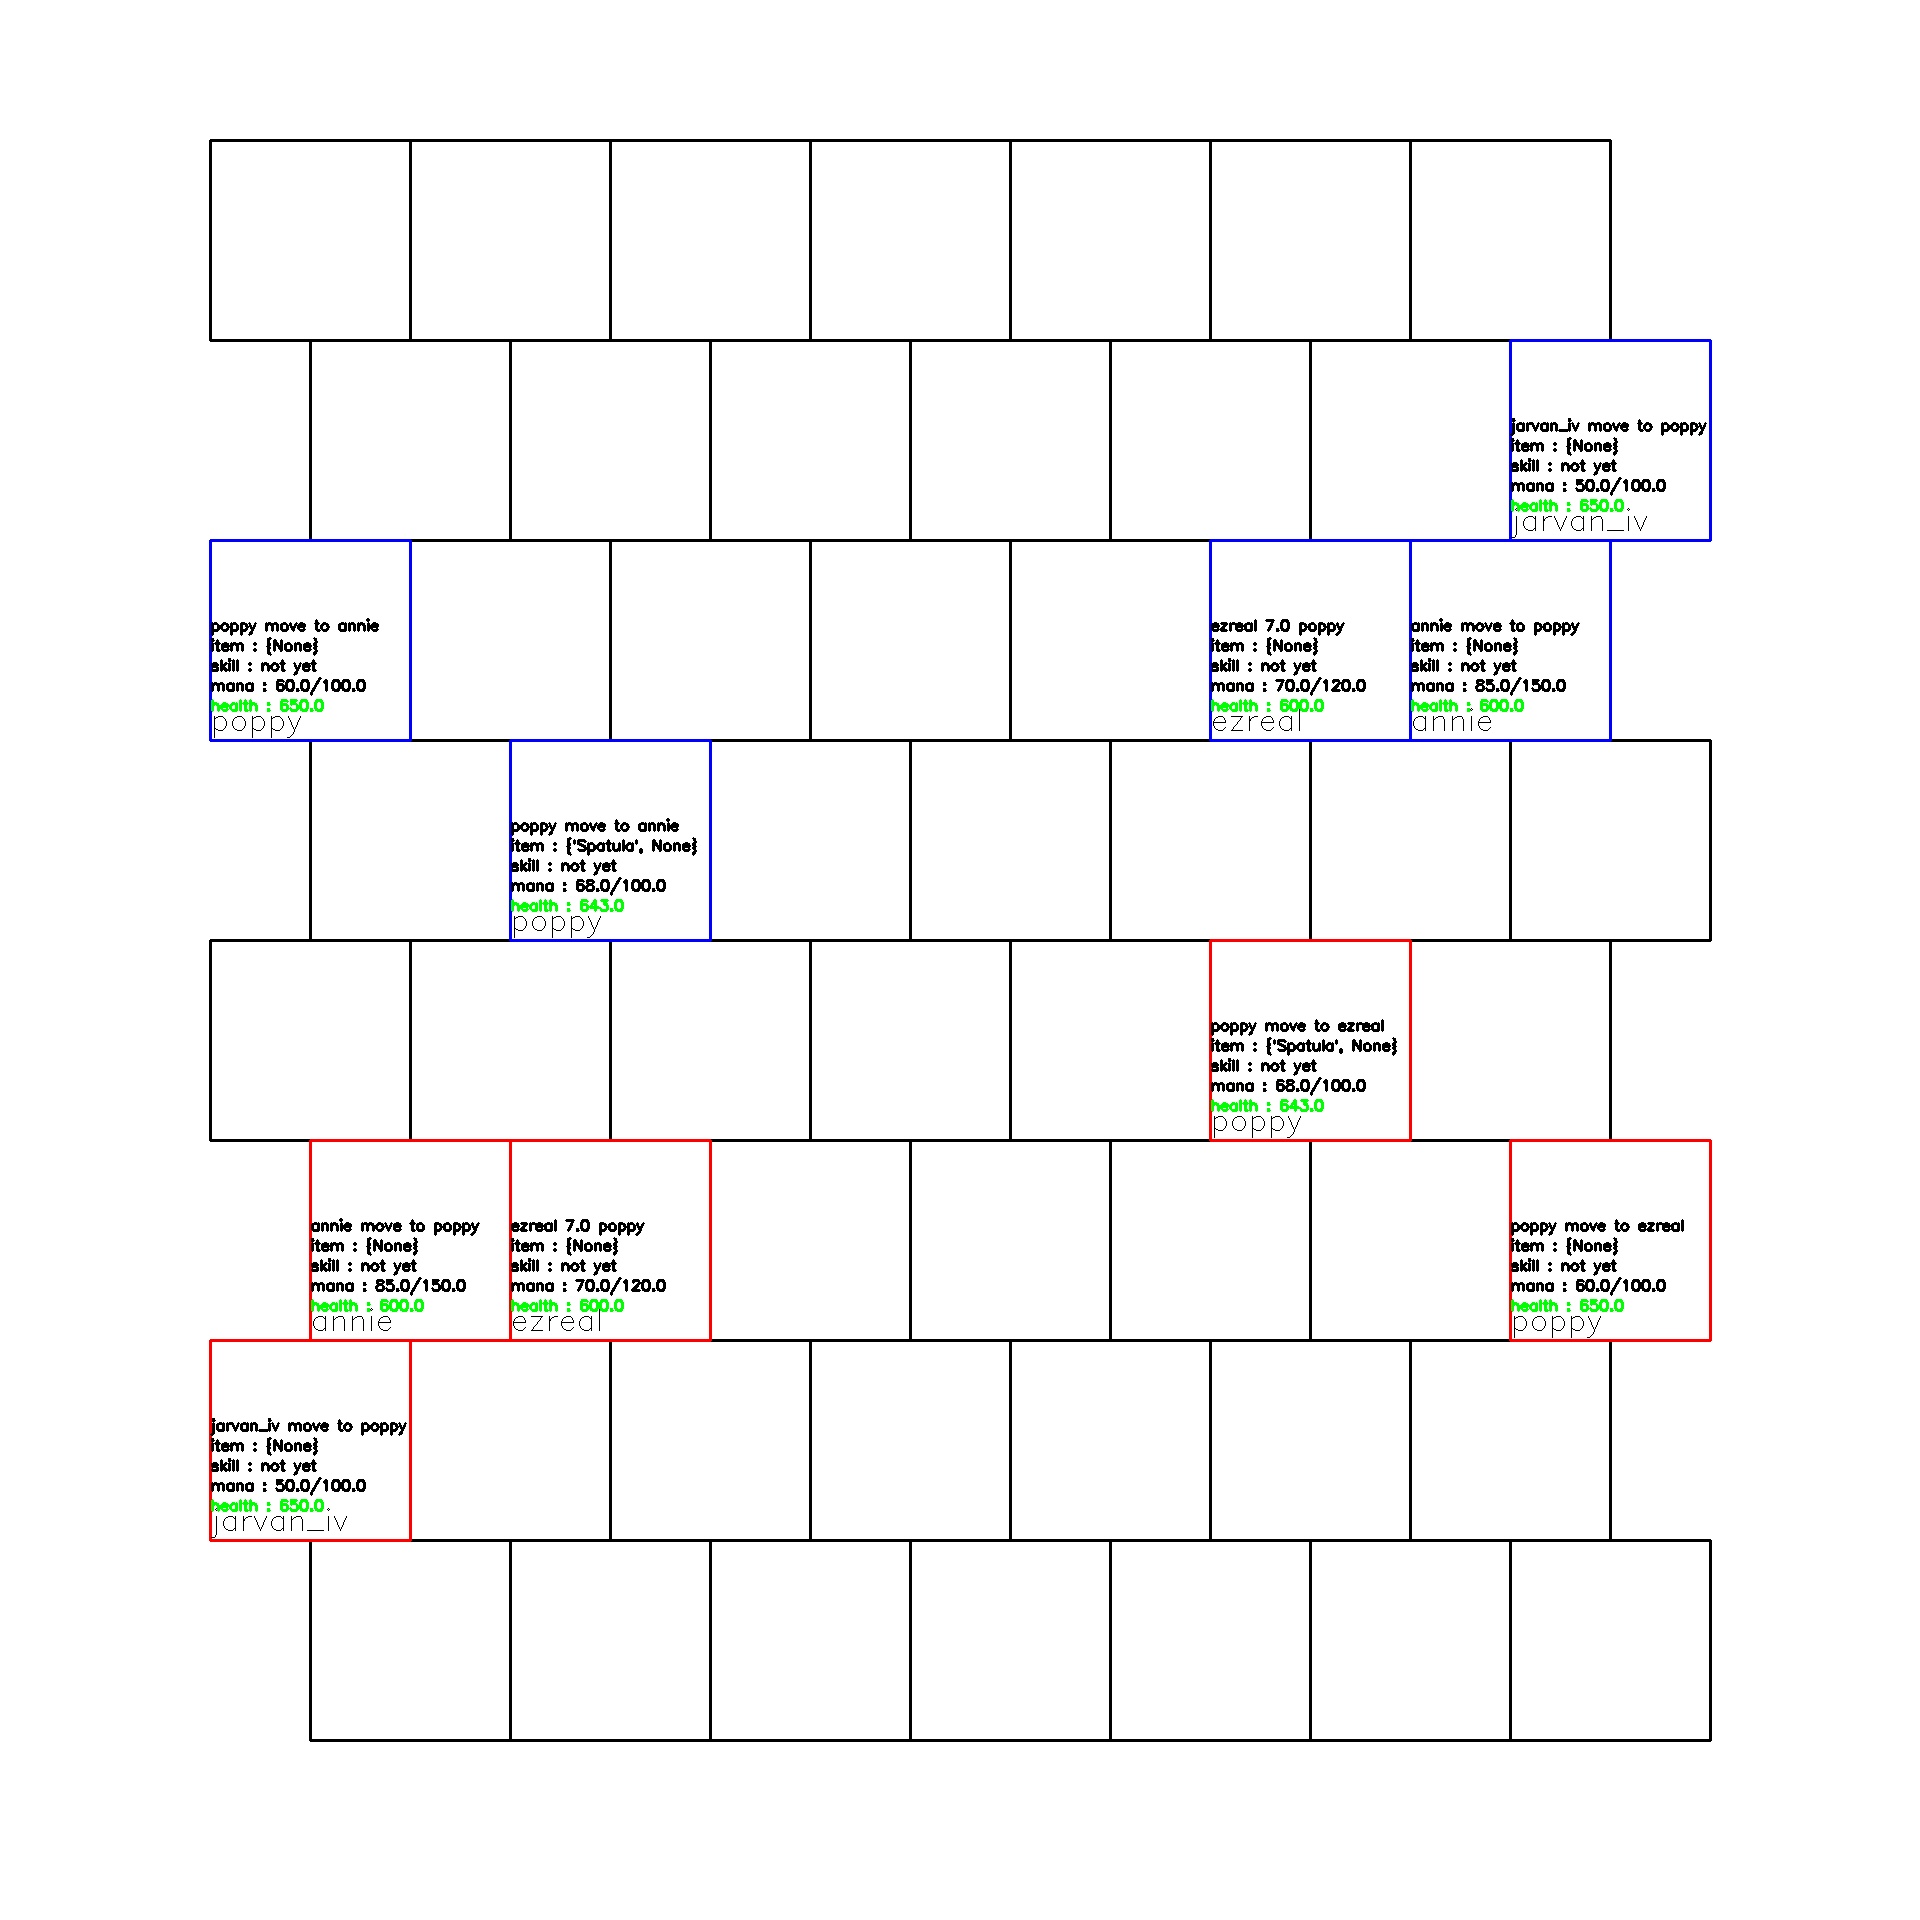 jarvan_iv move to poppy
item : {None}
skill : not yet
mana : 50.0/100.0
health : 650.0
jarvan_iv
poppy move to annie
item : {None}
skill : not yet
mana : 60.0/100.0
health : 650.0
poppy
ezreal 7.0 poppy
item : {None}
skill : not yet
mana : 70.0/120.0
health : 600.0
ezreal
annie move to poppy
item : {None}
skill : not yet
mana : 85.0/150.0
health : 600.0
annie
poppy move to annie
item : {'Spatula', None}
skill : not yet
mana : 68.0/100.0
health : 643.0
poppy
poppy move to ezreal
item : {'Spatula', None}
skill : not yet
mana : 68.0/100.0
health : 643.0
poppy
annie move to poppy
item : {None}
skill : not yet
mana : 85.0/150.0
health : 600.0
annie
ezreal 7.0 poppy
item : {None}
skill : not yet
mana : 70.0/120.0
health : 600.0
ezreal
poppy move to ezreal
item : {None}
skill : not yet
mana : 60.0/100.0
health : 650.0
poppy
jarvan_iv move to poppy
item : {None}
skill : not yet
mana : 50.0/100.0
health : 650.0
jarvan_iv